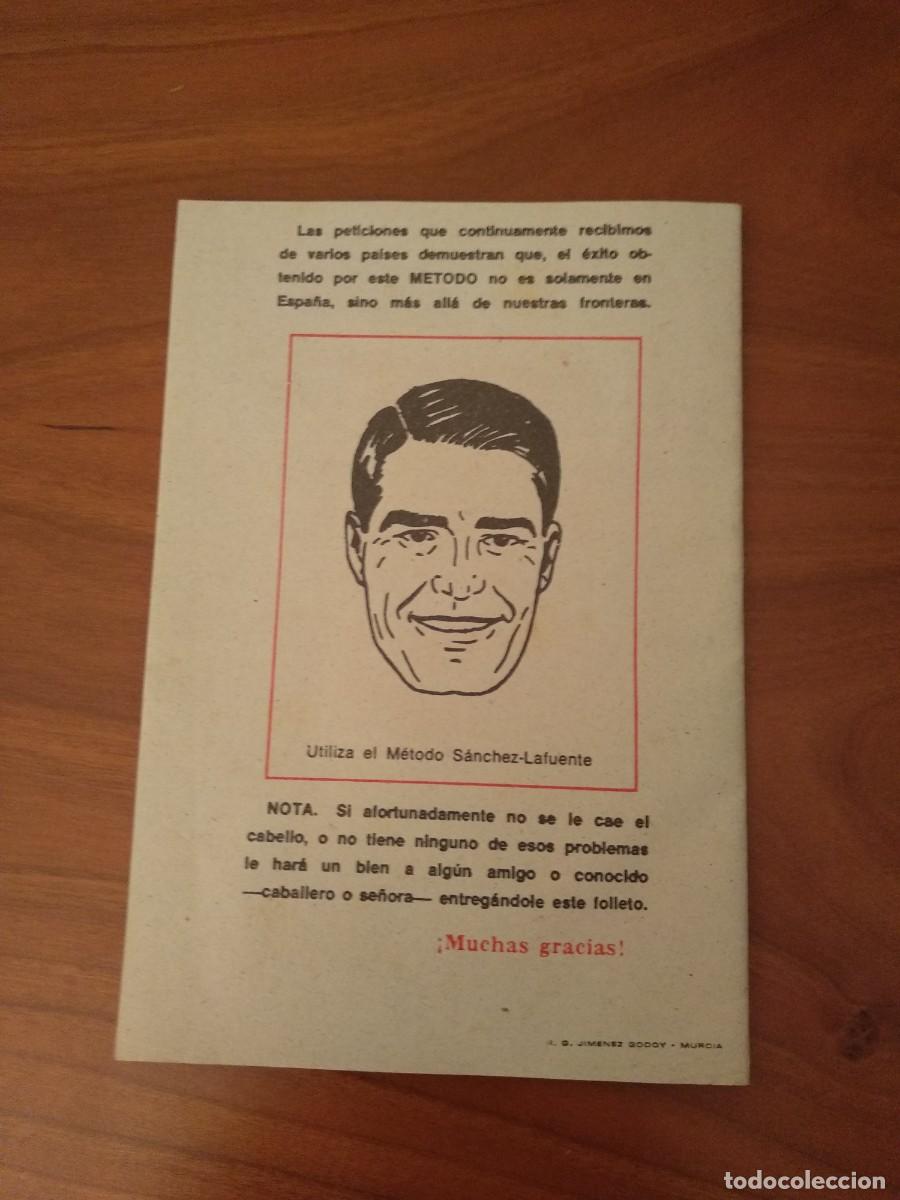 Las peticiones que continuamente recibimos
de varios países demuestran que, el éxito ob-
tenido por este METODO no es solamente en
España, sino más allá de nuestras fronteras.
Utiliza el Método Sánchez-Lafuente
NOTA. Si afortunadamente no se le cae el
cabello, o no tiene ninguno de esos problemas
le hará un bien a algún amigo o conocido
—caballero o señora— entregándole este folleto.
¡Muchas gracias!
G. JIMENEZ GODOY - MURCIA
todocoleccion